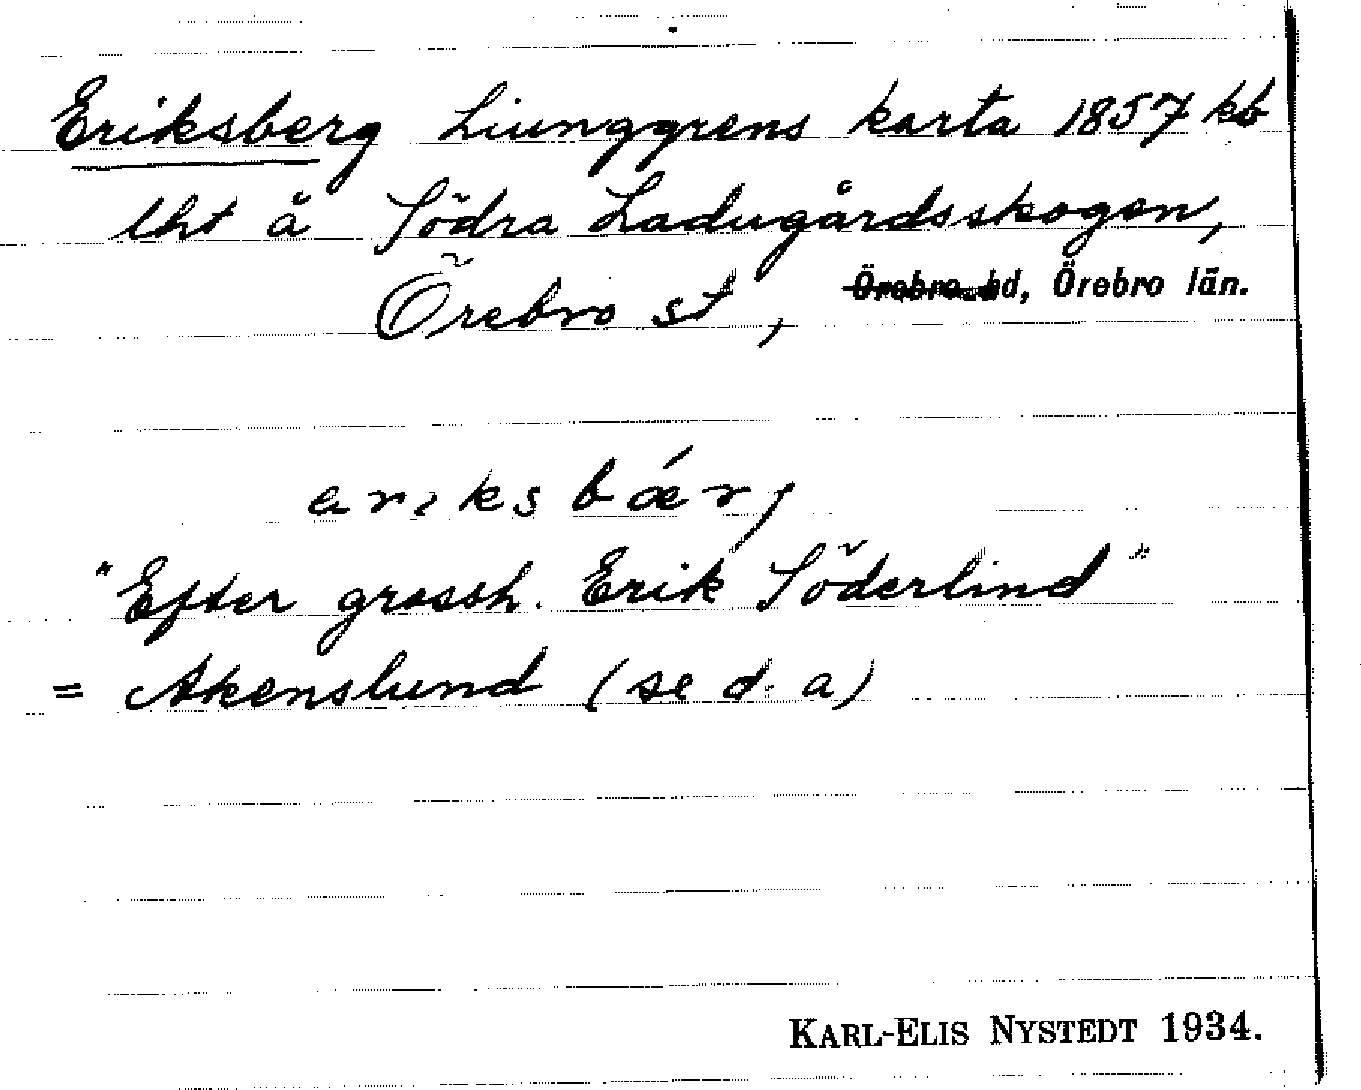 Eriksberg Liunggrens karta 1857 kb
lht å Södra Ladugårdsskogen,
Örebro st, Örebro hd, Örebro län.
eriksbǽrj
"Efter grossh. Erik Söderlind"
= Akenslund (se d. a)
KARL-ELIS NYSTEDT 1934.